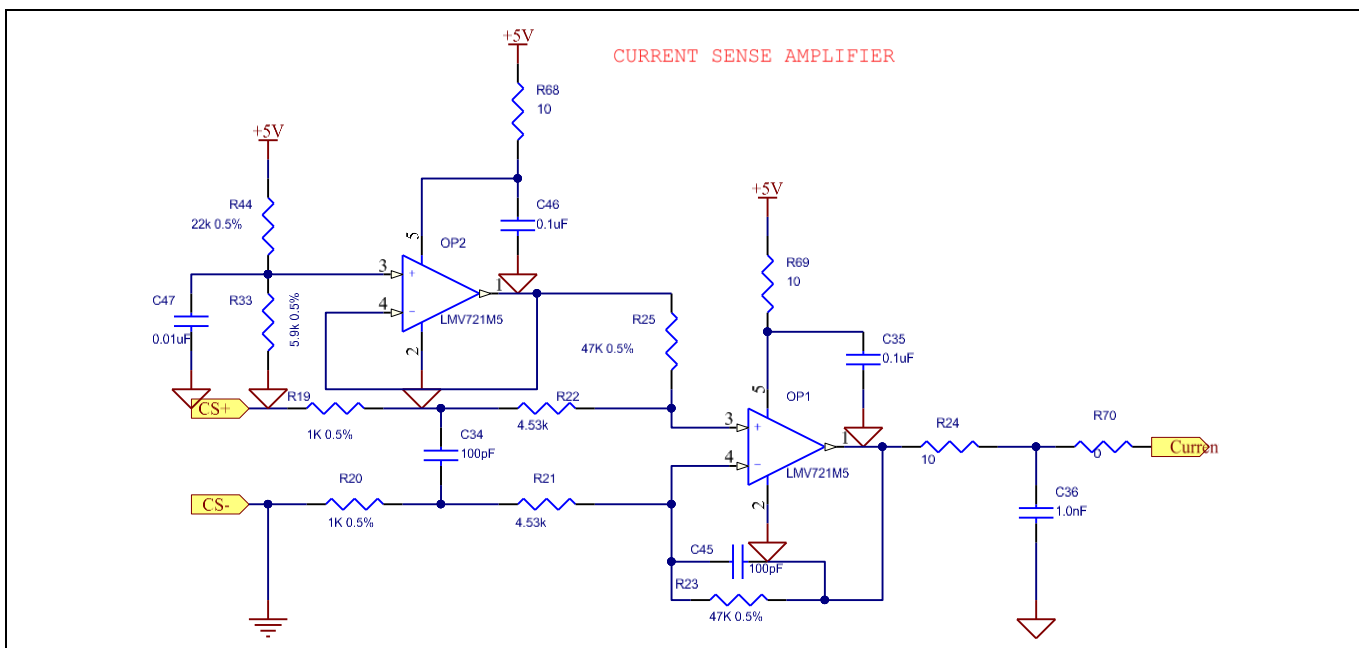 CURRENT SENSE AMPLIFIER
+5V
R68
10
+5V
R44
22k 0.5%
C46
0.1uF
+5V
5
OP2
3
+
1
4
-
LMV721M5
2
C47
0.01uF
R33
5.9k 0.5%
R69
10
R25
47K 0.5%
C35
0.1uF
5
OP1
CS+
R19
1K 0.5%
R22
4.53k
3
+
1
4
-
LMV721M5
2
C34
100pF
R24
10
R70
0
Curren
CS-
R20
1K 0.5%
R21
4.53k
C36
1.0nF
C45
100pF
R23
47K 0.5%